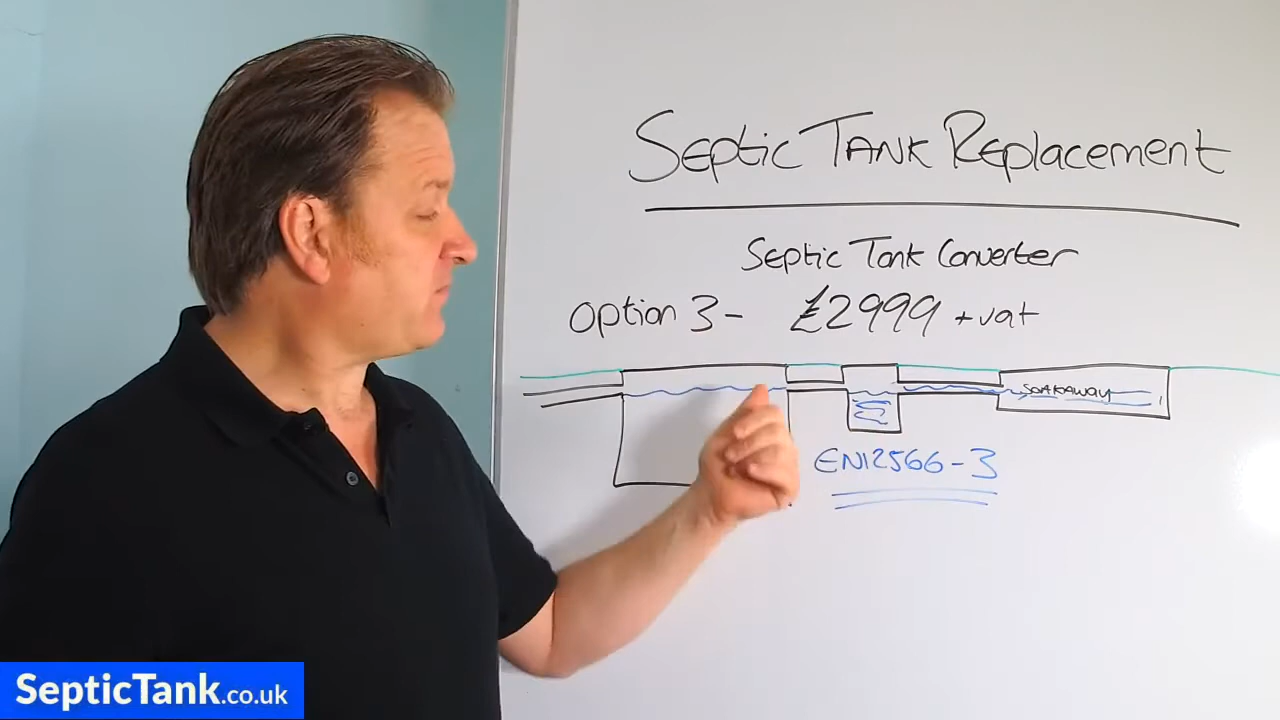 Septic Tank Replacement
Septic Tank Converter
Option 3 - £2999 + vat
SOAKAWAY
EN12566-3
SepticTank.co.uk